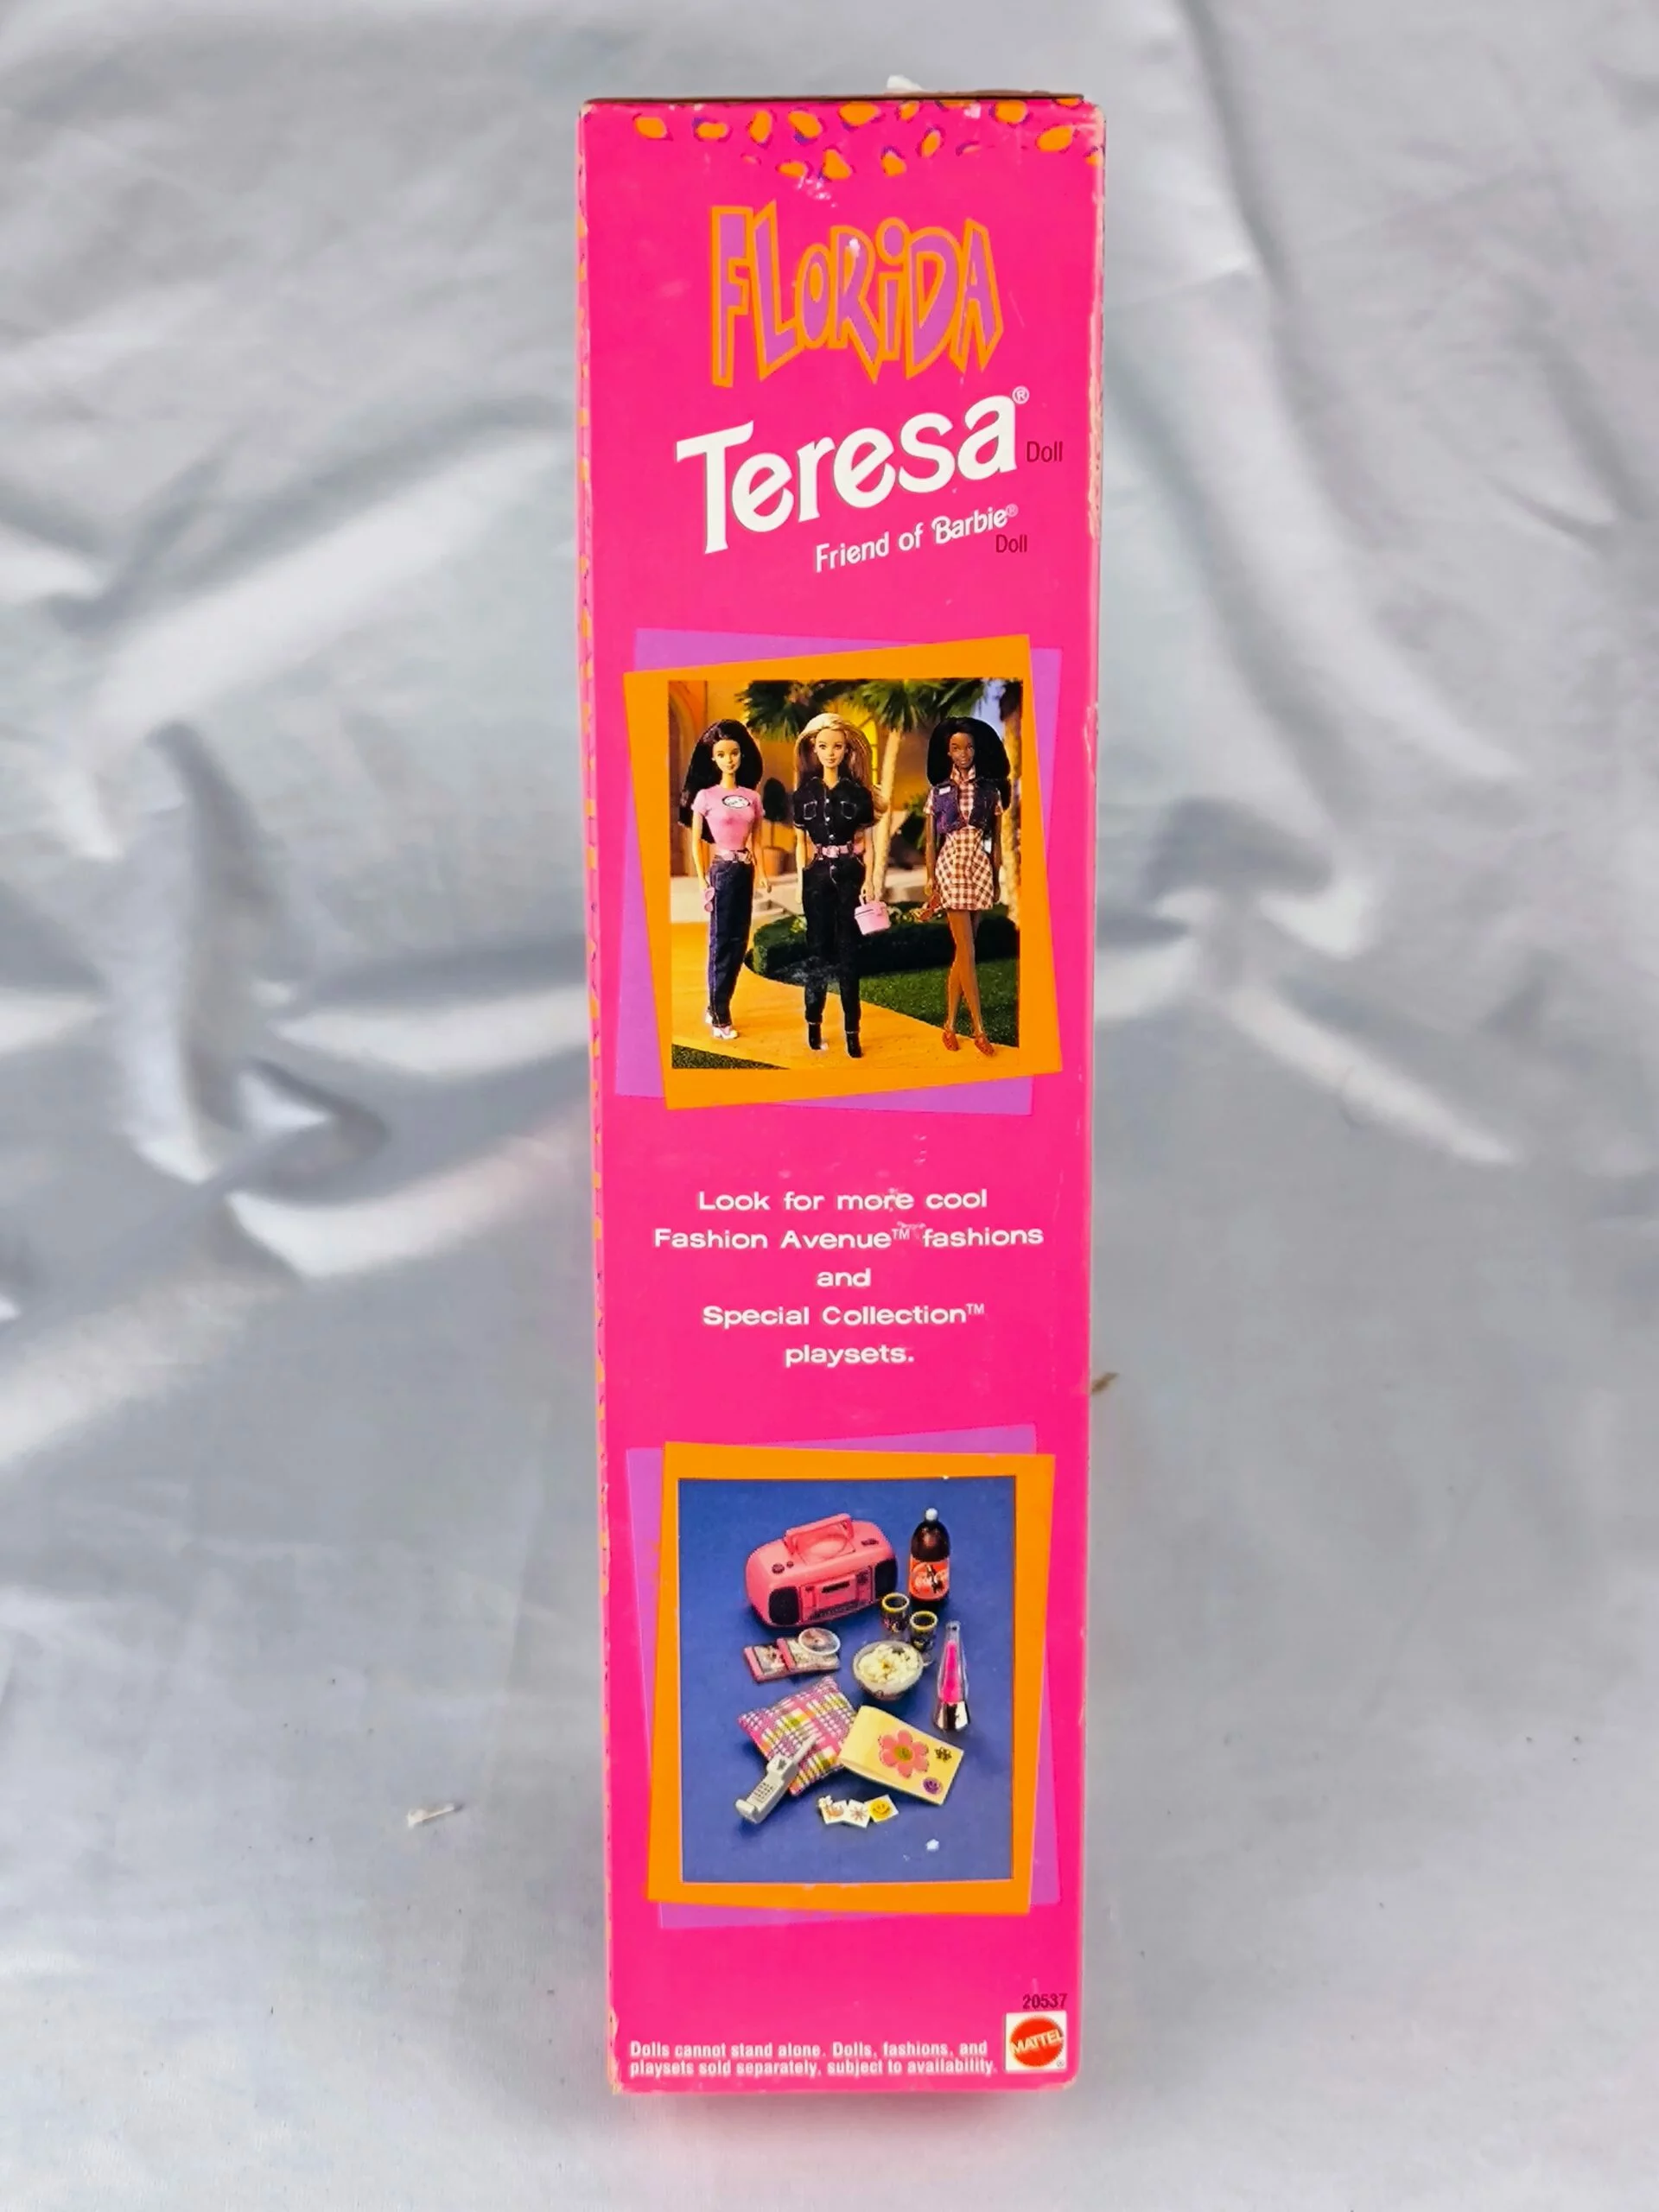 FLORiDA
Teresa® Doll
Friend of Barbie®
Doll
Look for more cool
Fashion Avenue™ fashions
and
Special Collection™
playsets.
20537
MATTEL
®
Dolls cannot stand alone. Dolls, fashions, and
playsets sold separately, subject to availability.